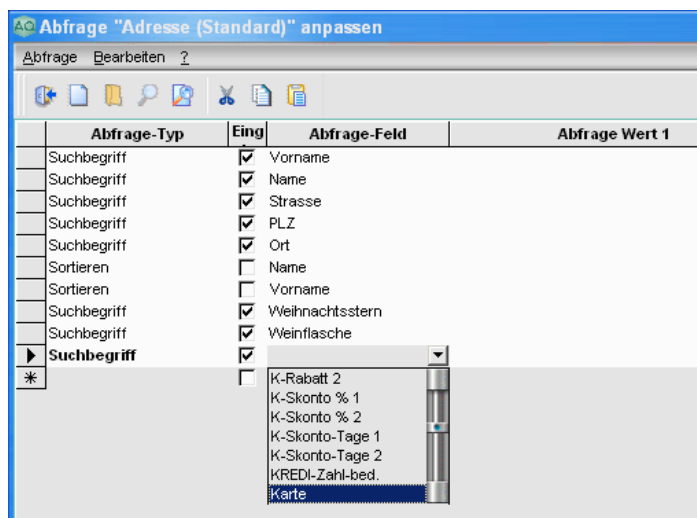 AQ Abfrage "Adresse (Standard)" anpassen
Abfrage Bearbeiten ?
Abfrage-Typ Eing Abfrage-Feld Abfrage Wert 1
Suchbegriff Vorname
Suchbegriff Name
Suchbegriff Strasse
Suchbegriff PLZ
Suchbegriff Ort
Sortieren Name
Sortieren Vorname
Suchbegriff Weihnachtsstern
Suchbegriff Weinflasche
Suchbegriff
K-Rabatt 2
K-Skonto % 1
K-Skonto % 2
K-Skonto-Tage 1
K-Skonto-Tage 2
KREDI-Zahl-bed.
Karte